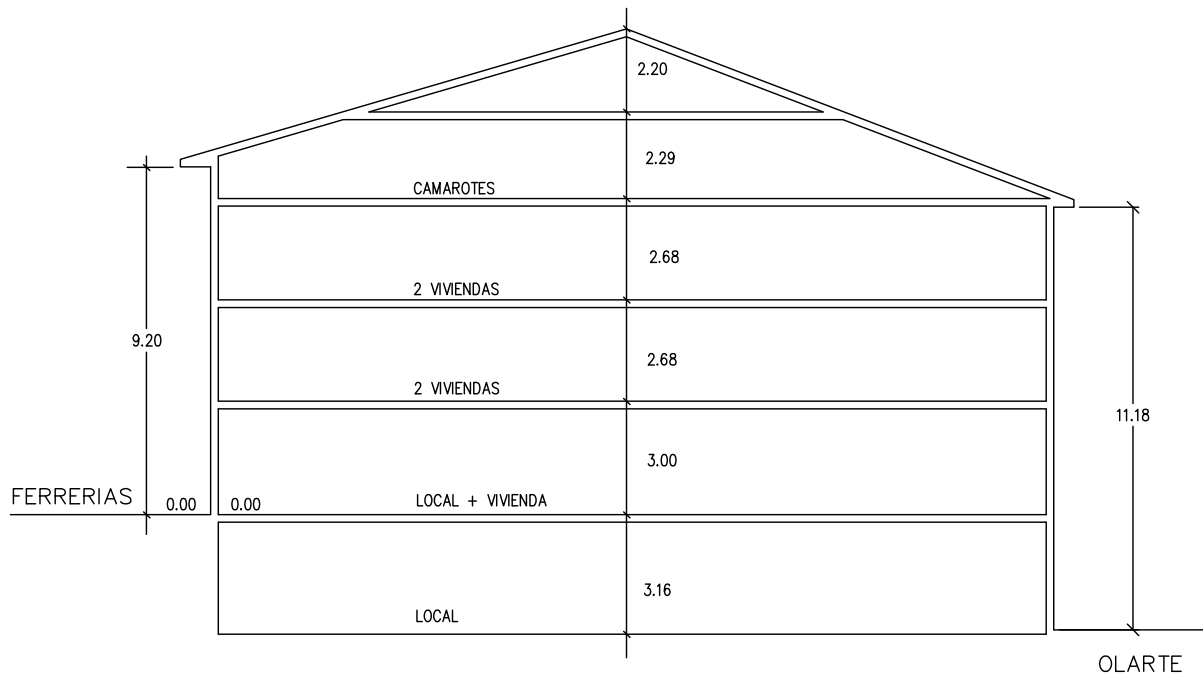 2.20
2.29
CAMAROTES
2.68
2 VIVIENDAS
9.20
2.68
2 VIVIENDAS
11.18
3.00
FERRERIAS
0.00
0.00
LOCAL + VIVIENDA
3.16
LOCAL
OLARTE